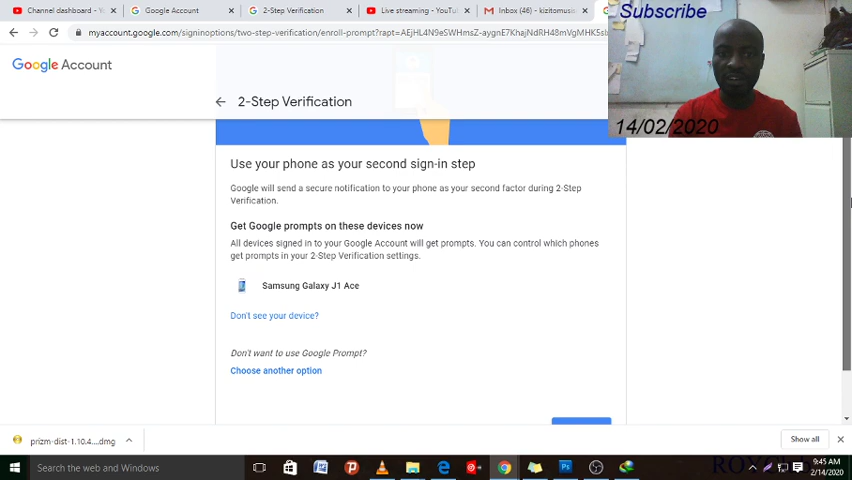 Channel dashboard - Y
Google Account
2-Step Verification
Live streaming - YouTu
Inbox (46) - kizitomusa
myaccount.google.com/signinoptions/two-step-verification/enroll-prompt?rapt=
Subscribe
Google Account
2-Step Verification
14/02/2020
Use your phone as your second sign-in step
Google will send a secure notification to your phone as your second factor during 2-Step
Verification.
Get Google prompts on these devices now
All devices signed in to your Google Account will get prompts. You can control which phones
get prompts in your 2-Step Verification settings.
Samsung Galaxy J1 Ace
Don't see your device?
Don't want to use Google Prompt?
Choose another option
prizm-dist-1.10.4....dmg
Show all
Search the web and Windows
9:45 AM
2/14/2020